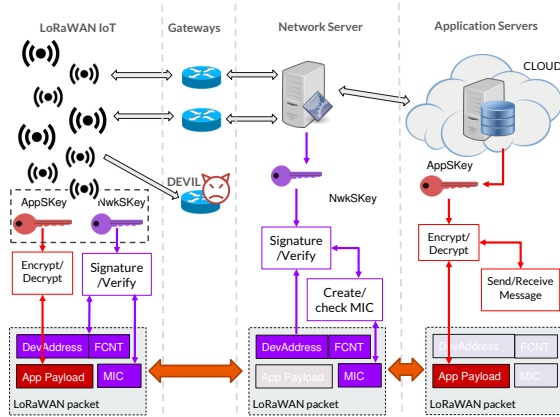 LoRaWAN IoT
Gateways
Network Server
Application Servers
CLOUD
DEVIL
AppSKey
NwkSKey
NwkSKey
AppSKey
Encrypt/
Decrypt
Signature
/Verify
Signature
/Verify
Create/
check MIC
Encrypt/
Decrypt
Send/Receive
Message
DevAddress
FCNT
App Payload
MIC
LoRaWAN packet
DevAddress
FCNT
App Payload
MIC
LoRaWAN packet
DevAddress
FCNT
App Payload
MIC
LoRaWAN packet